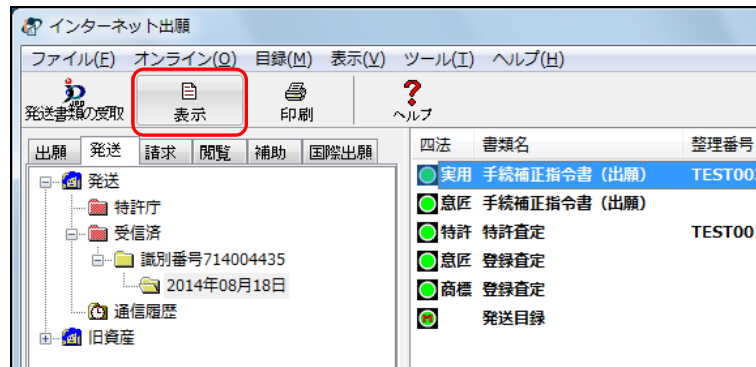 インターネット出願
ファイル(F) オンライン(O) 目録(M) 表示(V) ツール(T) ヘルプ(H)
発送書類の受取 表示 印刷 ヘルプ
出願 発送 請求 閲覧 補助 国際出願
発送
特許庁
受信済
識別番号714004435
2014年08月18日
通信履歴
旧資産
四法 書類名 整理番号
実用 手続補正指令書（出願） TEST00
意匠 手続補正指令書（出願）
特許 特許査定 TEST00
意匠 登録査定
商標 登録査定
発送目録